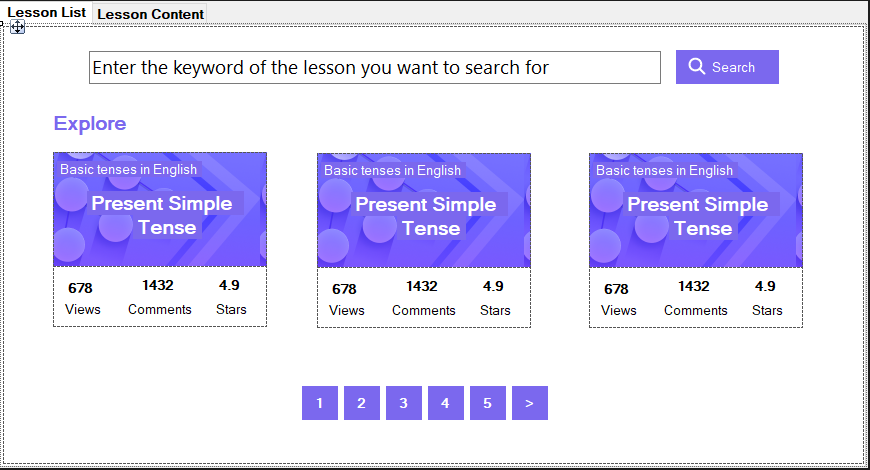 Lesson List Lesson Content
Enter the keyword of the lesson you want to search for Search
Explore
Basic tenses in English
Present Simple
Tense
678 1432 4.9
Views Comments Stars
Basic tenses in English
Present Simple
Tense
678 1432 4.9
Views Comments Stars
Basic tenses in English
Present Simple
Tense
678 1432 4.9
Views Comments Stars
1 2 3 4 5 >